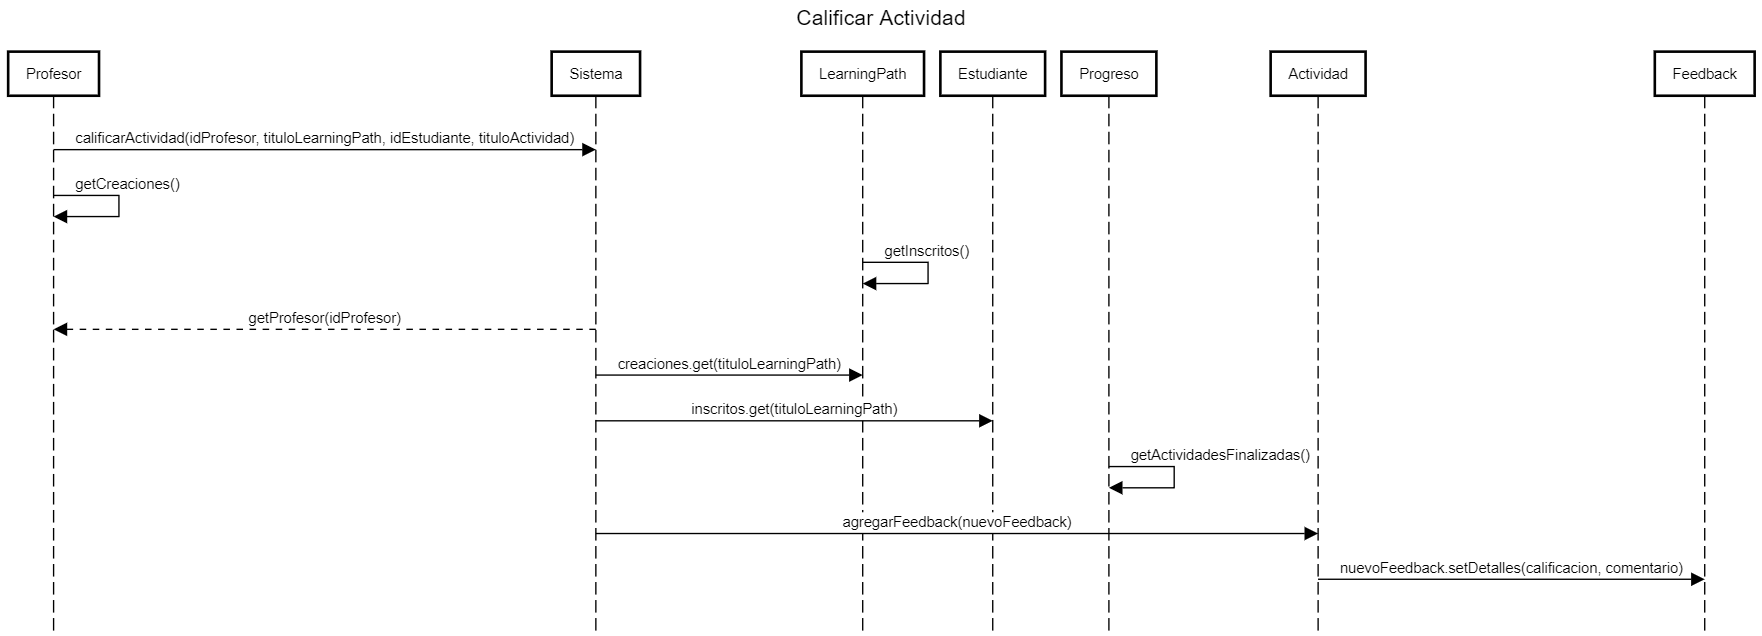 Calificar Actividad
Profesor
Sistema
LearningPath
Estudiante
Progreso
Actividad
Feedback
calificarActividad(idProfesor, tituloLearningPath, idEstudiante, tituloActividad)
getCreaciones()
getInscritos()
getProfesor(idProfesor)
creaciones.get(tituloLearningPath)
inscritos.get(tituloLearningPath)
getActividadesFinalizadas()
agregarFeedback(nuevoFeedback)
nuevoFeedback.setDetalles(calificacion, comentario)